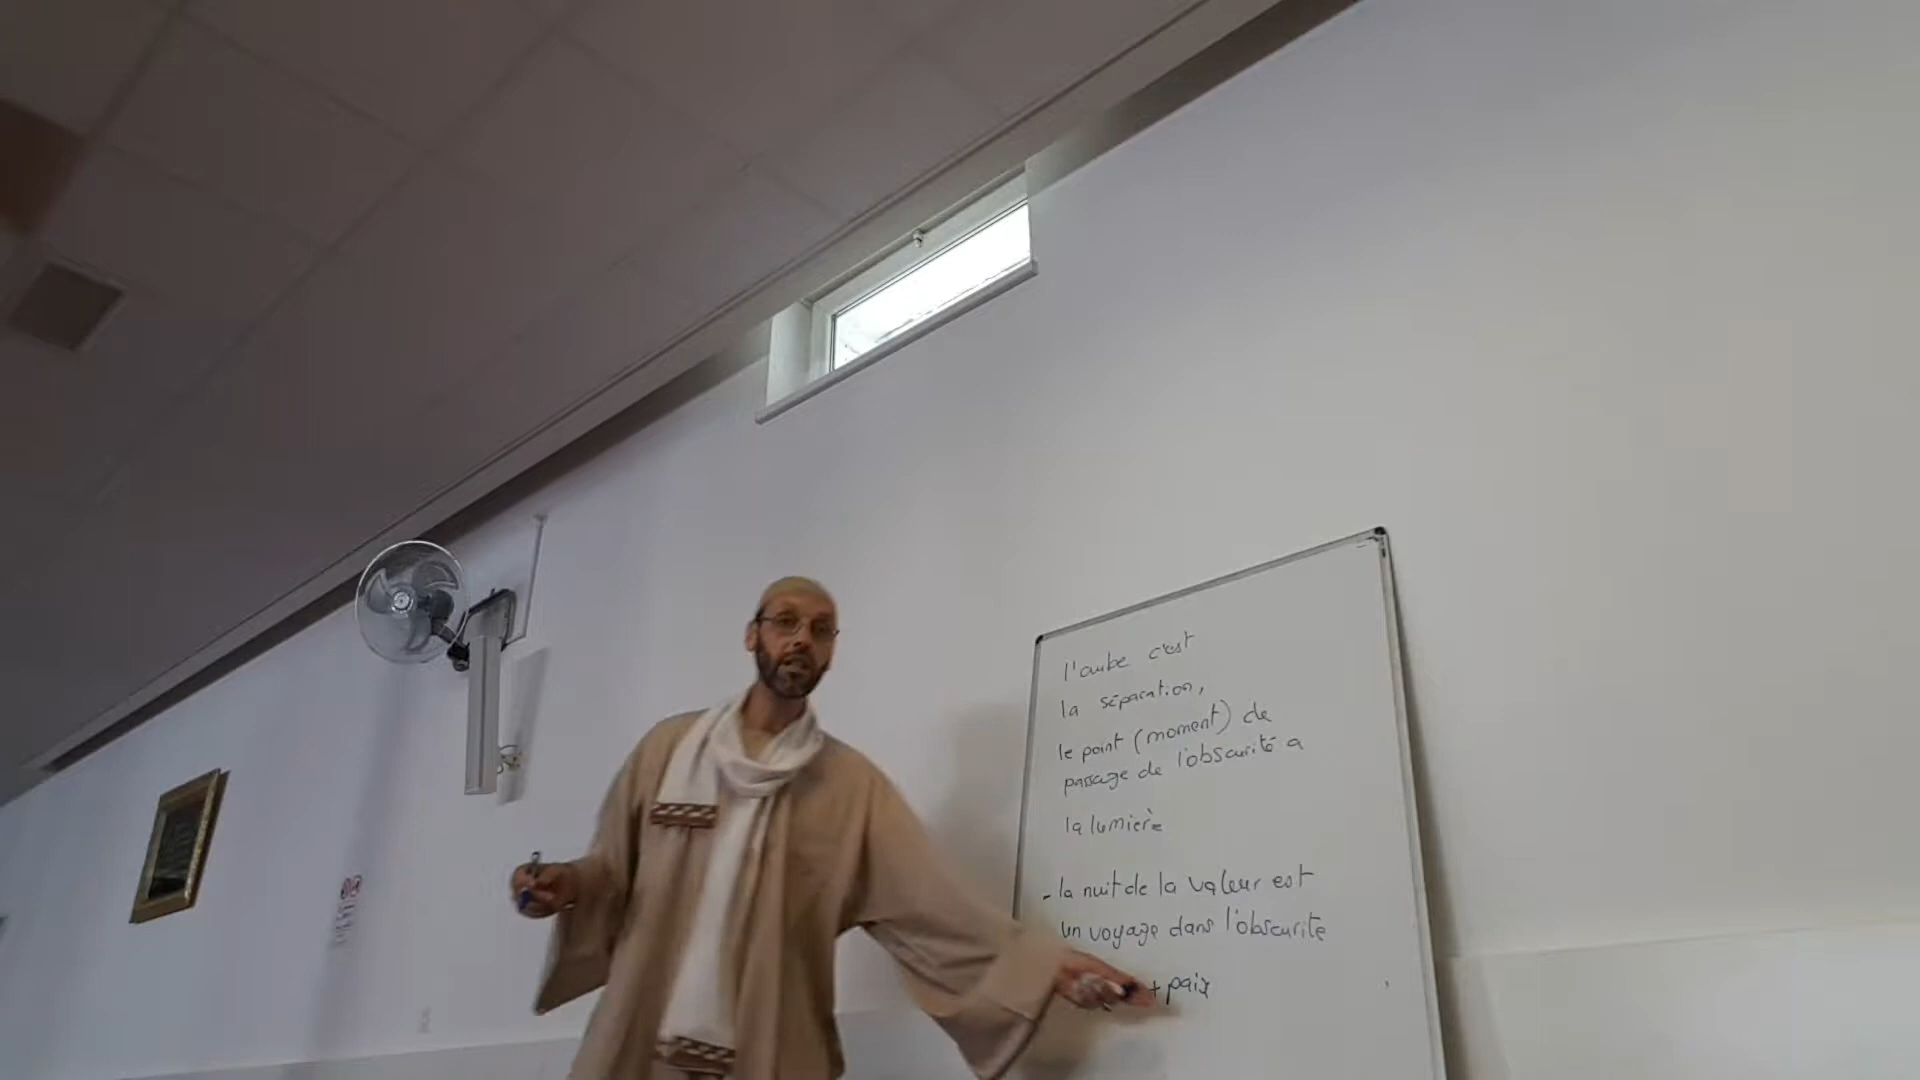 l'aube c'est
la séparation,
le point (moment) de
passage de l'obscurité a
la lumière
- la nuit de la valeur est
un voyage dans l'obscurite
+ paix